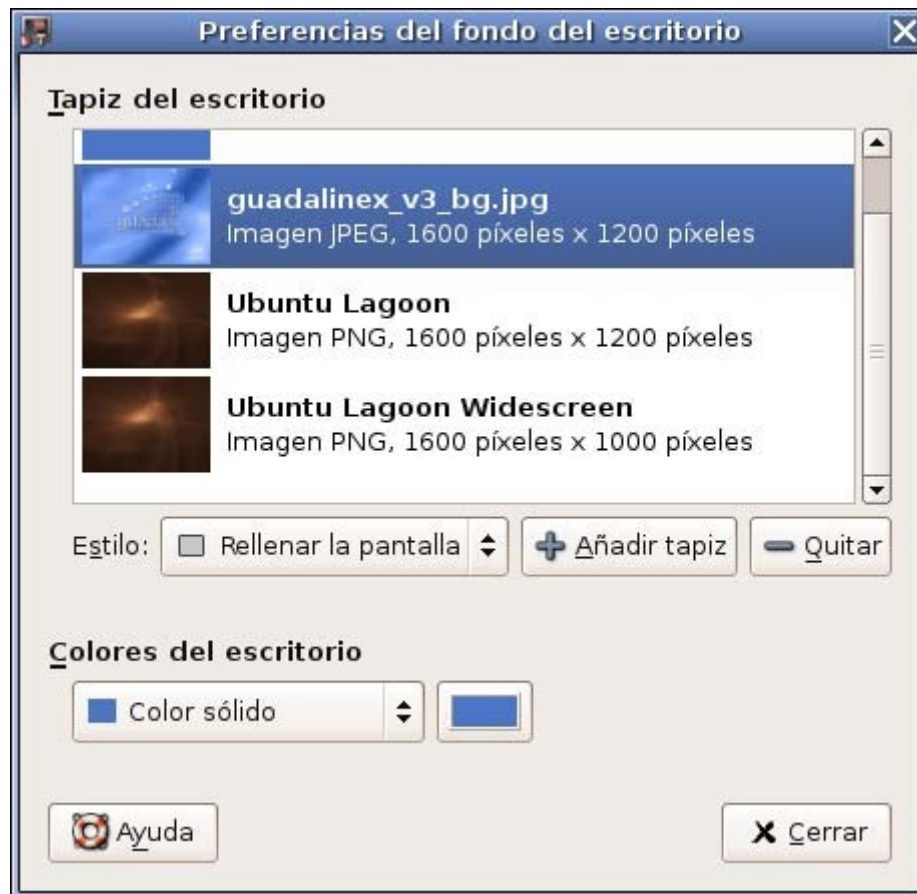 Preferencias del fondo del escritorio
Tapiz del escritorio
guadalinex_v3_bg.jpg
Imagen JPEG, 1600 píxeles x 1200 píxeles
Ubuntu Lagoon
Imagen PNG, 1600 píxeles x 1200 píxeles
Ubuntu Lagoon Widescreen
Imagen PNG, 1600 píxeles x 1000 píxeles
Estilo: Rellenar la pantalla Añadir tapiz Quitar
Colores del escritorio
Color sólido
Ayuda Cerrar